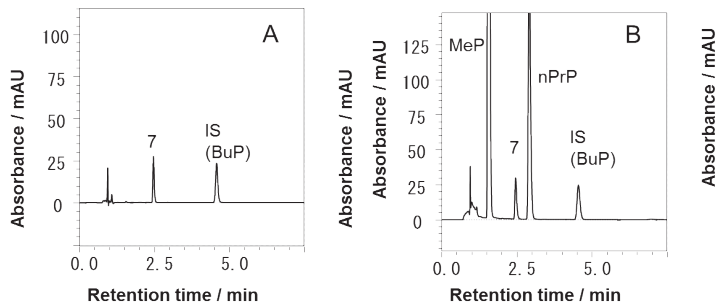 A
100
75
50
25
0
7
IS
(BuP)
0.0
2.5
5.0
Retention time / min
Absorbance / mAU
Absorbance / mAU
B
Absorbance / mAU
125
100
75
50
25
0
MeP
nPrP
7
IS
(BuP)
0.0
2.5
5.0
Retention time / min
Absorbance / mAU